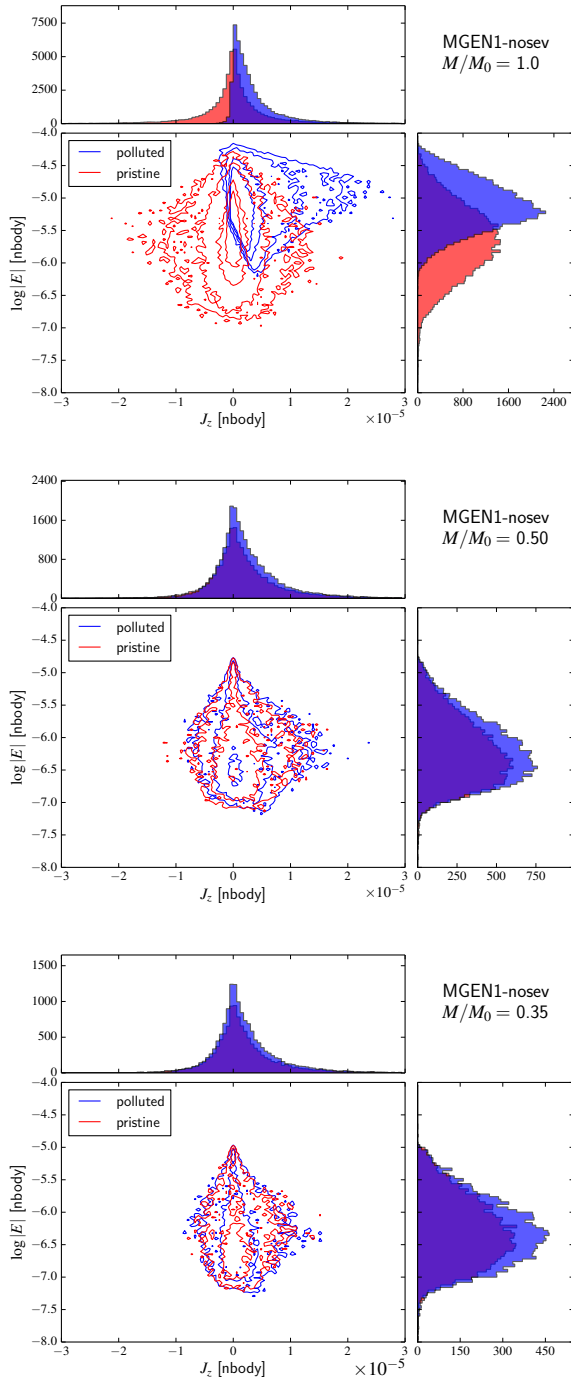 7500
5000
2500
0
MGEN1-nosev
M/M₀ = 1.0
−4.0
−4.5
−5.0
−5.5
−6.0
−6.5
−7.0
−7.5
−8.0
log|E| [nbody]
polluted
pristine
−3 −2 −1 0 1 2 3
J_z [nbody]
×10⁻⁵
0 800 1600 2400
2400
1800
1200
600
0
MGEN1-nosev
M/M₀ = 0.50
−4.0
−4.5
−5.0
−5.5
−6.0
−6.5
−7.0
−7.5
−8.0
log|E| [nbody]
polluted
pristine
−3 −2 −1 0 1 2 3
J_z [nbody]
×10⁻⁵
0 250 500 750
1500
1000
500
0
MGEN1-nosev
M/M₀ = 0.35
−4.0
−4.5
−5.0
−5.5
−6.0
−6.5
−7.0
−7.5
−8.0
log|E| [nbody]
polluted
pristine
−3 −2 −1 0 1 2 3
J_z [nbody]
×10⁻⁵
0 150 300 450